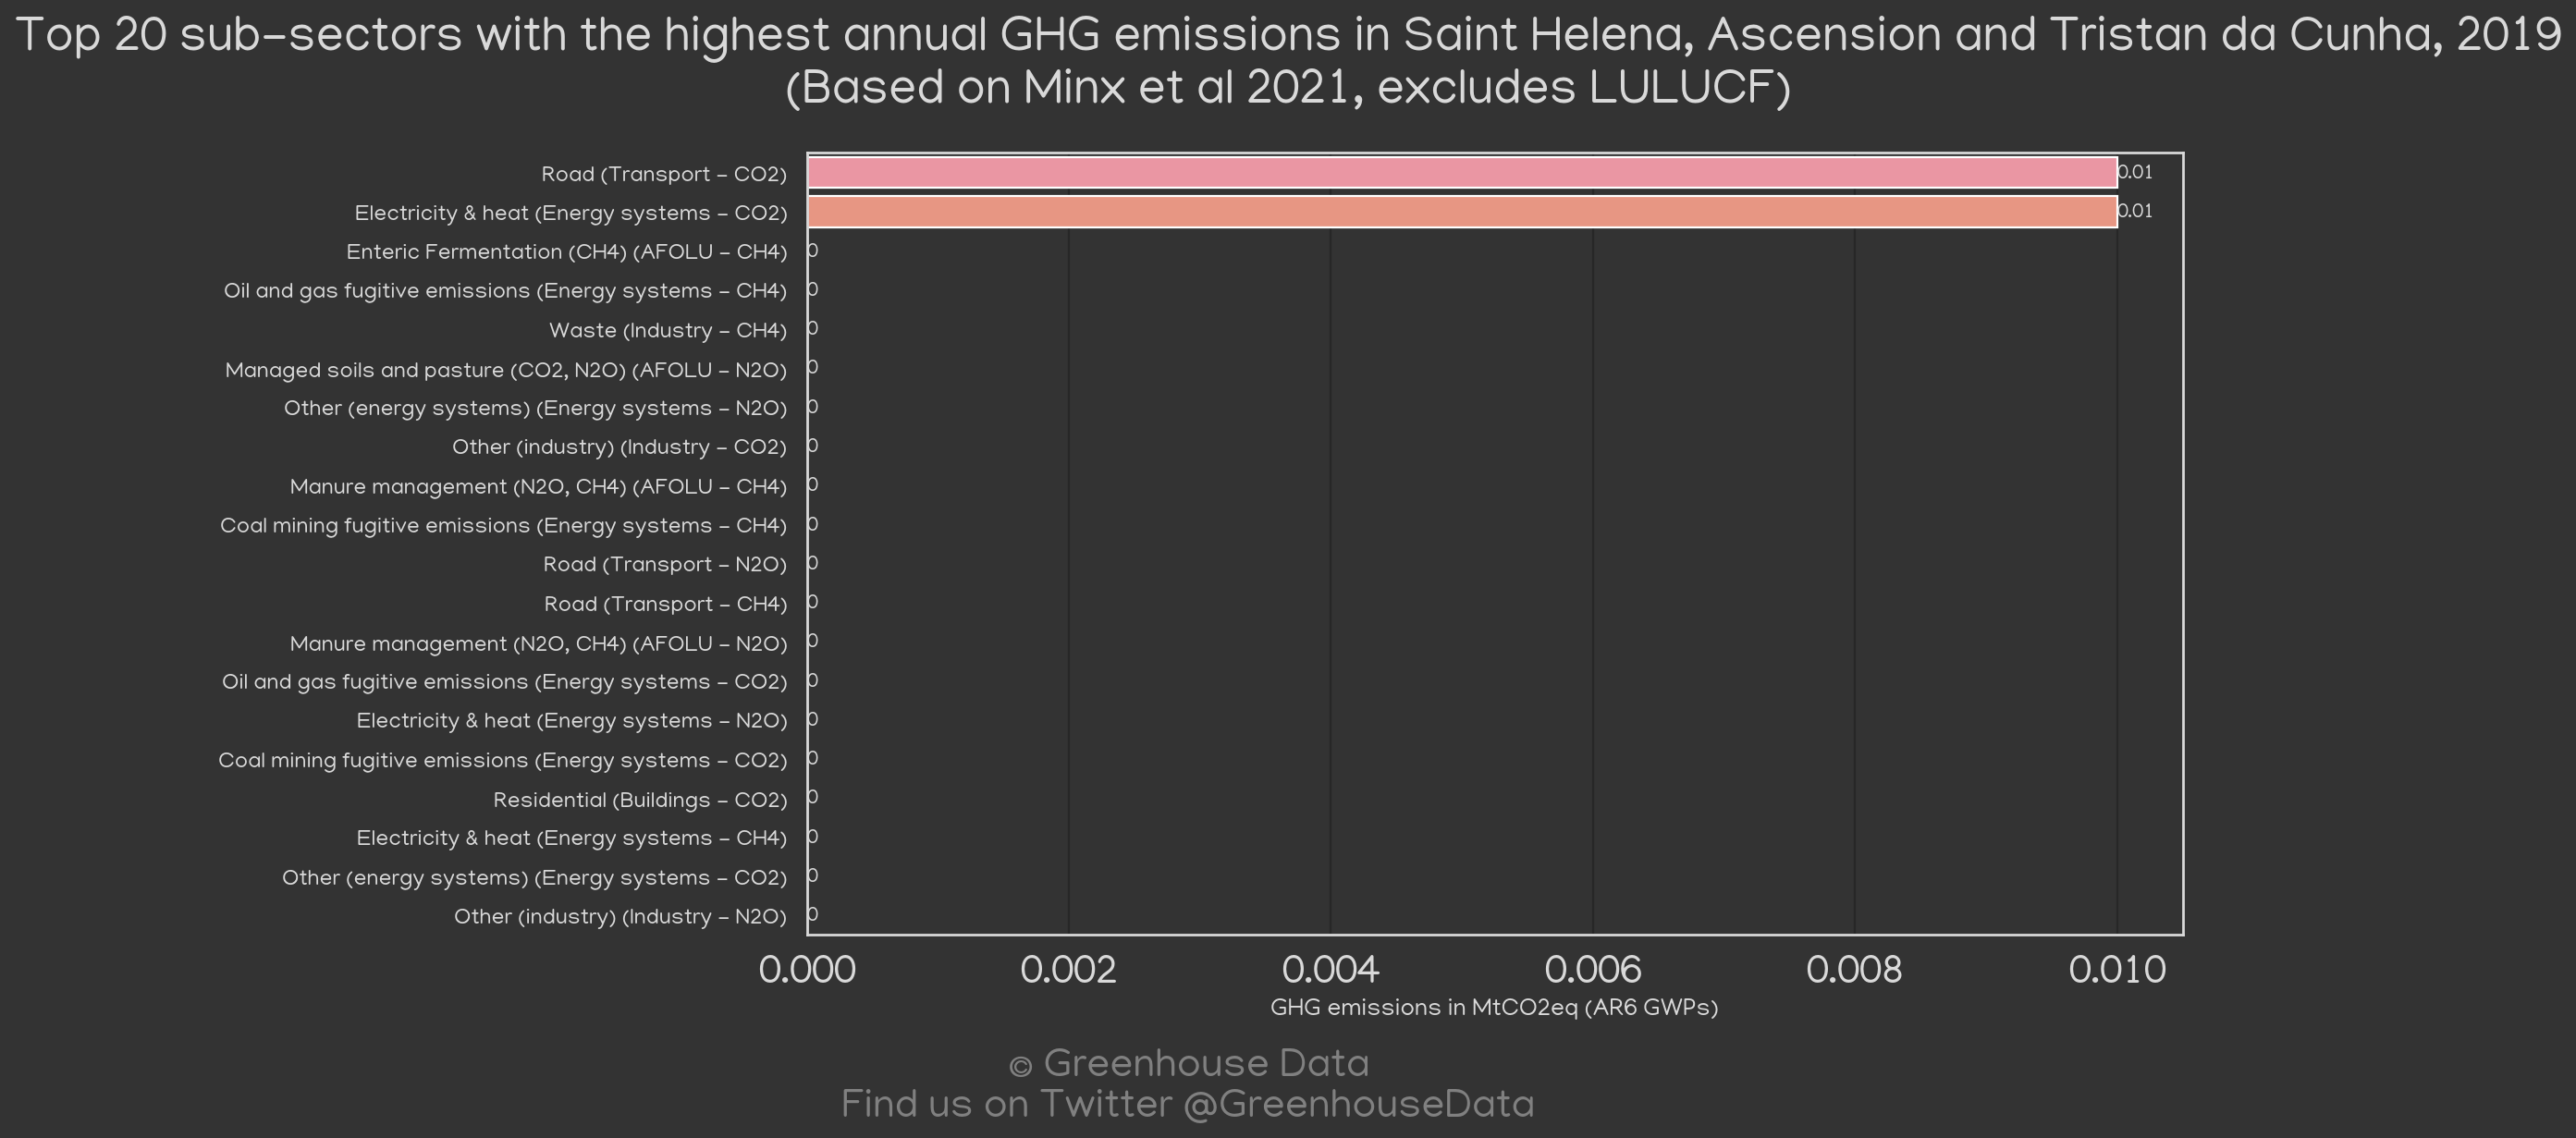 Top 20 sub-sectors with the highest annual GHG emissions in Saint Helena, Ascension and Tristan da Cunha, 2019
(Based on Minx et al 2021, excludes LULUCF)
Road (Transport - CO2) 0.01
Electricity & heat (Energy systems - CO2) 0.01
Enteric Fermentation (CH4) (AFOLU - CH4) 0
Oil and gas fugitive emissions (Energy systems - CH4) 0
Waste (Industry - CH4) 0
Managed soils and pasture (CO2, N2O) (AFOLU - N2O) 0
Other (energy systems) (Energy systems - N2O) 0
Other (industry) (Industry - CO2) 0
Manure management (N2O, CH4) (AFOLU - CH4) 0
Coal mining fugitive emissions (Energy systems - CH4) 0
Road (Transport - N2O) 0
Road (Transport - CH4) 0
Manure management (N2O, CH4) (AFOLU - N2O) 0
Oil and gas fugitive emissions (Energy systems - CO2) 0
Electricity & heat (Energy systems - N2O) 0
Coal mining fugitive emissions (Energy systems - CO2) 0
Residential (Buildings - CO2) 0
Electricity & heat (Energy systems - CH4) 0
Other (energy systems) (Energy systems - CO2) 0
Other (industry) (Industry - N2O) 0
0.000 0.002 0.004 0.006 0.008 0.010
GHG emissions in MtCO2eq (AR6 GWPs)
© Greenhouse Data
Find us on Twitter @GreenhouseData